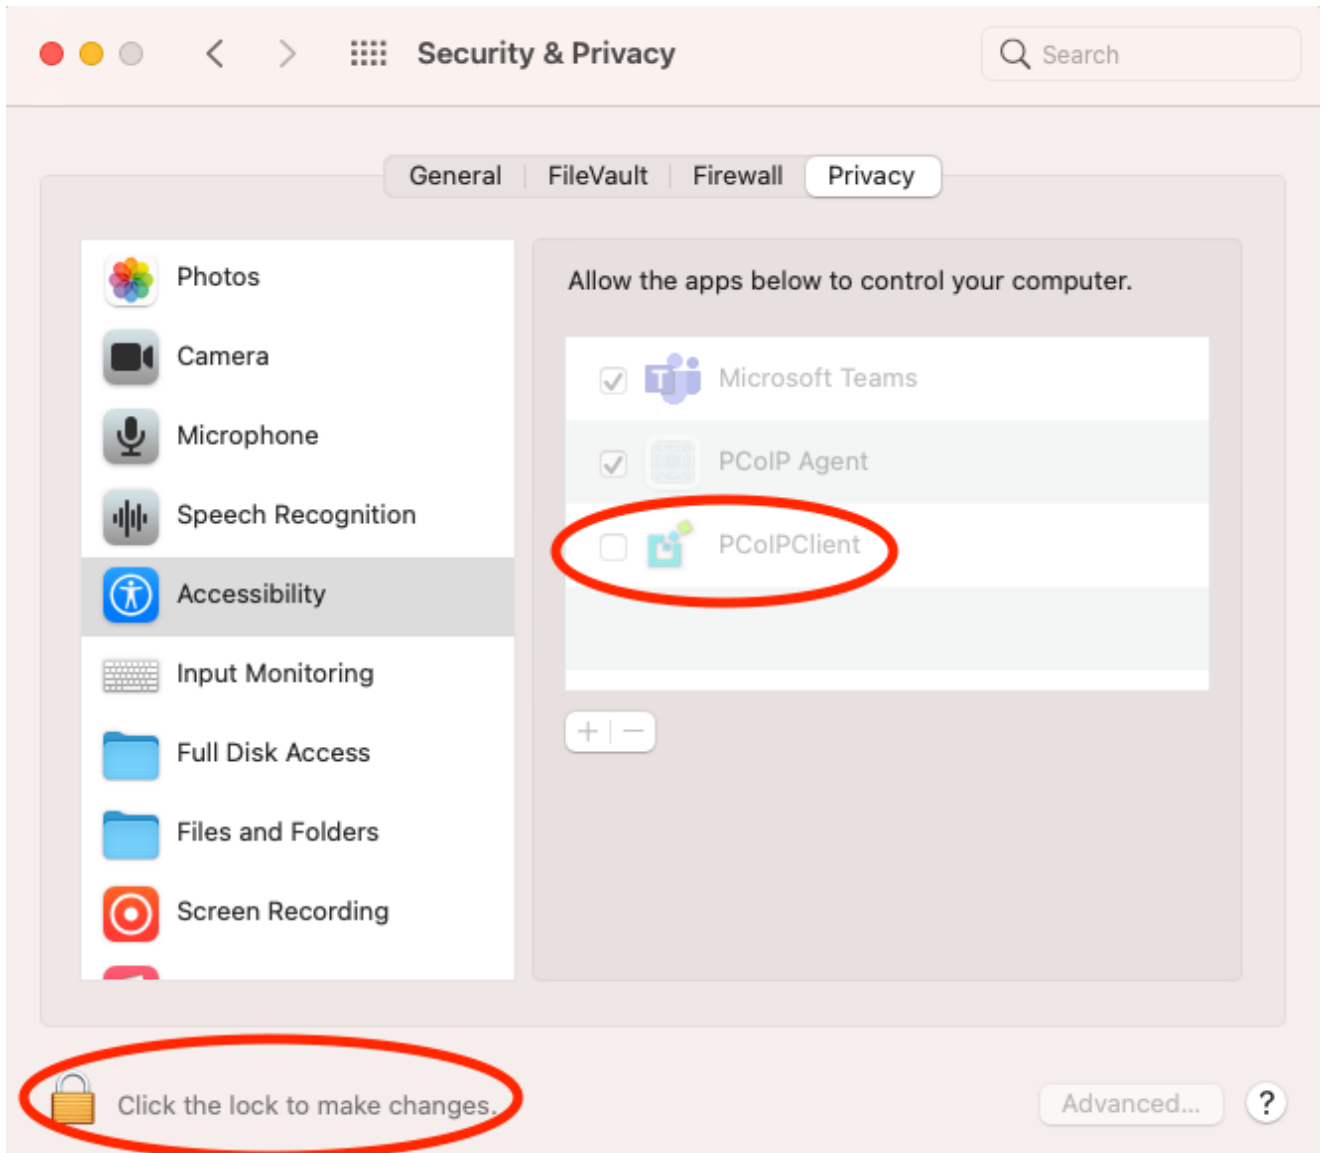 Security & Privacy
Search
General
FileVault
Firewall
Privacy
Photos
Camera
Microphone
Speech Recognition
Accessibility
Input Monitoring
Full Disk Access
Files and Folders
Screen Recording
Allow the apps below to control your computer.
T
Microsoft Teams
PCoIP Agent
PCoIPClient
Click the lock to make changes.
Advanced...
?